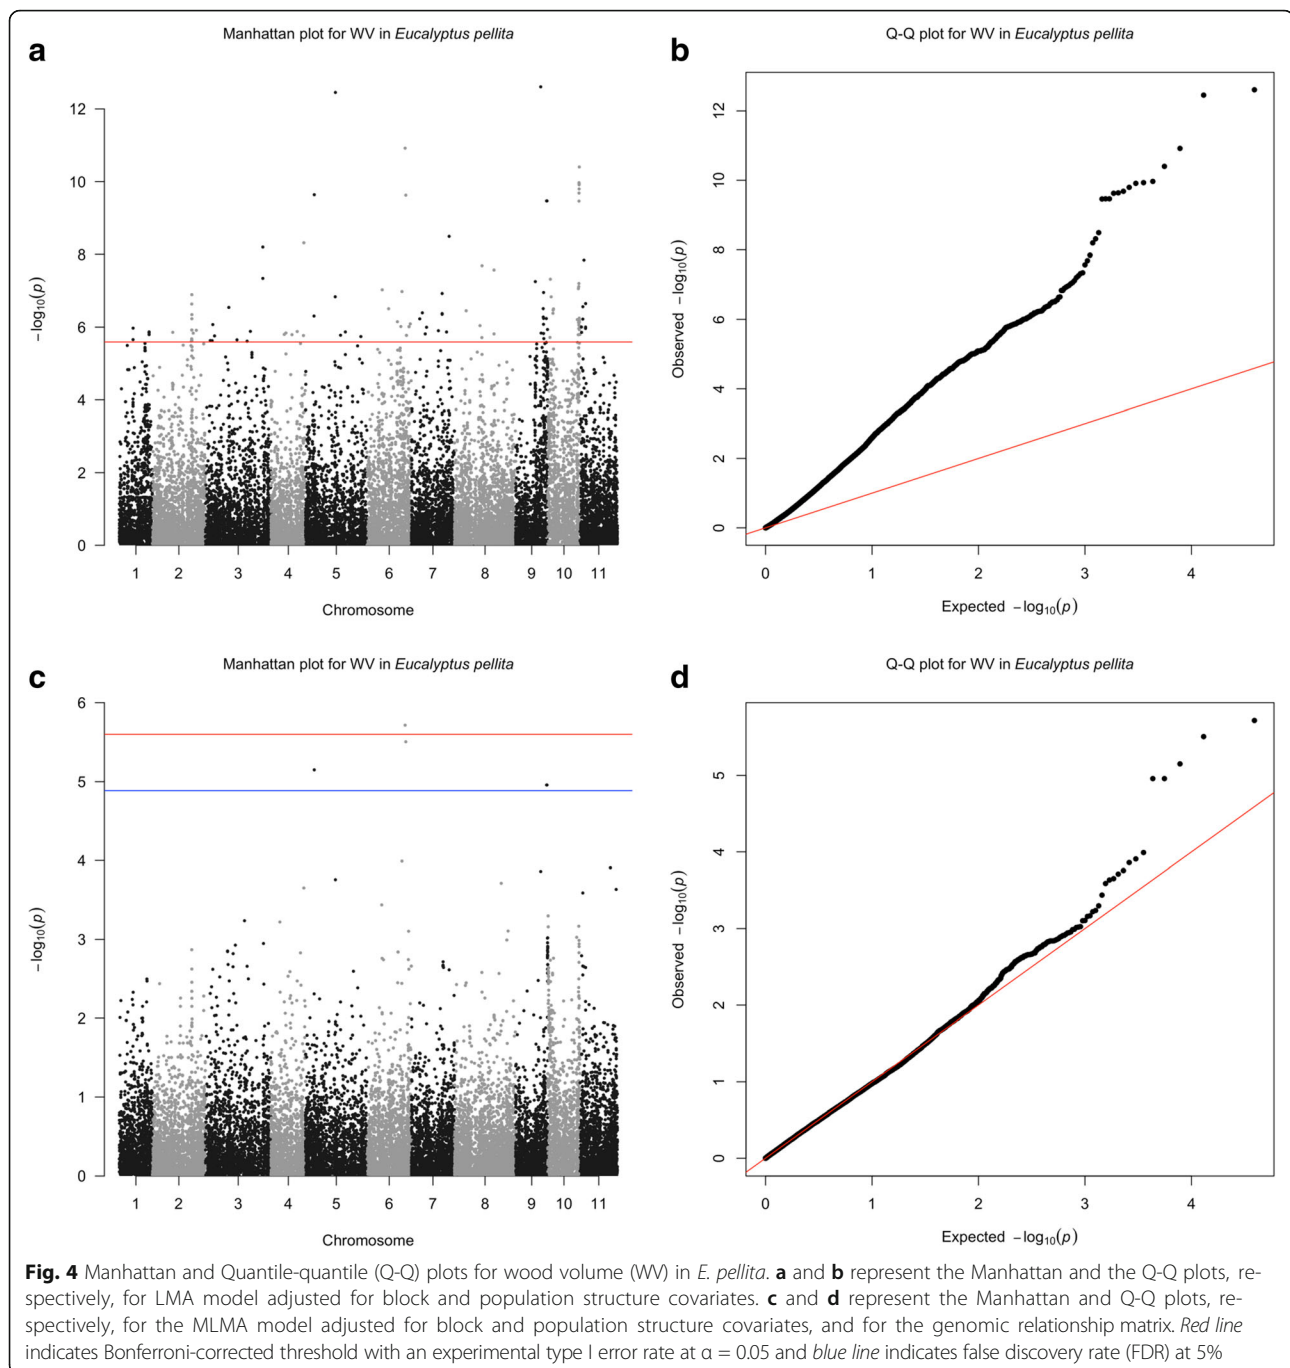 a
Manhattan plot for WV in Eucalyptus pellita
12
10
8
6
4
2
0
−log10(p)
1 2 3 4 5 6 7 8 9 10 11
Chromosome
b
Q-Q plot for WV in Eucalyptus pellita
12
10
8
6
4
2
0
Observed −log10(p)
0 1 2 3 4
Expected −log10(p)
c
Manhattan plot for WV in Eucalyptus pellita
6
5
4
3
2
1
0
−log10(p)
1 2 3 4 5 6 7 8 9 10 11
Chromosome
d
Q-Q plot for WV in Eucalyptus pellita
5
4
3
2
1
0
Observed −log10(p)
0 1 2 3 4
Expected −log10(p)
Fig. 4 Manhattan and Quantile-quantile (Q-Q) plots for wood volume (WV) in E. pellita. a and b represent the Manhattan and the Q-Q plots, re-
spectively, for LMA model adjusted for block and population structure covariates. c and d represent the Manhattan and Q-Q plots, re-
spectively, for the MLMA model adjusted for block and population structure covariates, and for the genomic relationship matrix. Red line
indicates Bonferroni-corrected threshold with an experimental type I error rate at α = 0.05 and blue line indicates false discovery rate (FDR) at 5%